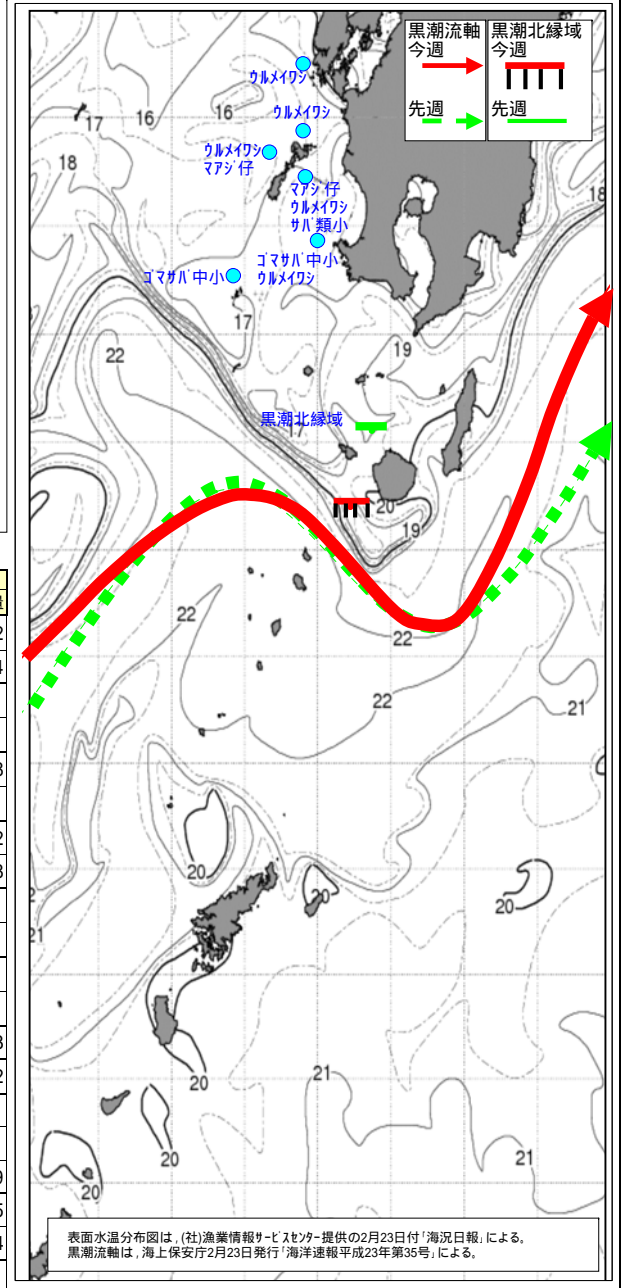 黒潮流軸
今週
先週
黒潮北縁域
今週
先週
ウルメイワシ
ウルメイワシ
ウルメイワシ
マアジ仔
マアジ仔
ウルメイワシ
サバ類小
ゴマサバ中小
ウルメイワシ
ゴマサバ中小
黒潮北縁域
16
16
17
18
18
17
19
22
17
20
19
22
22
22
21
20
20
20
21
20
21
20
20
21
表面水温分布図は，(社)漁業情報サービスセンター提供の2月23日付「海況日報」による。
黒潮流軸は，海上保安庁2月23日発行「海洋速報平成23年第35号」による。